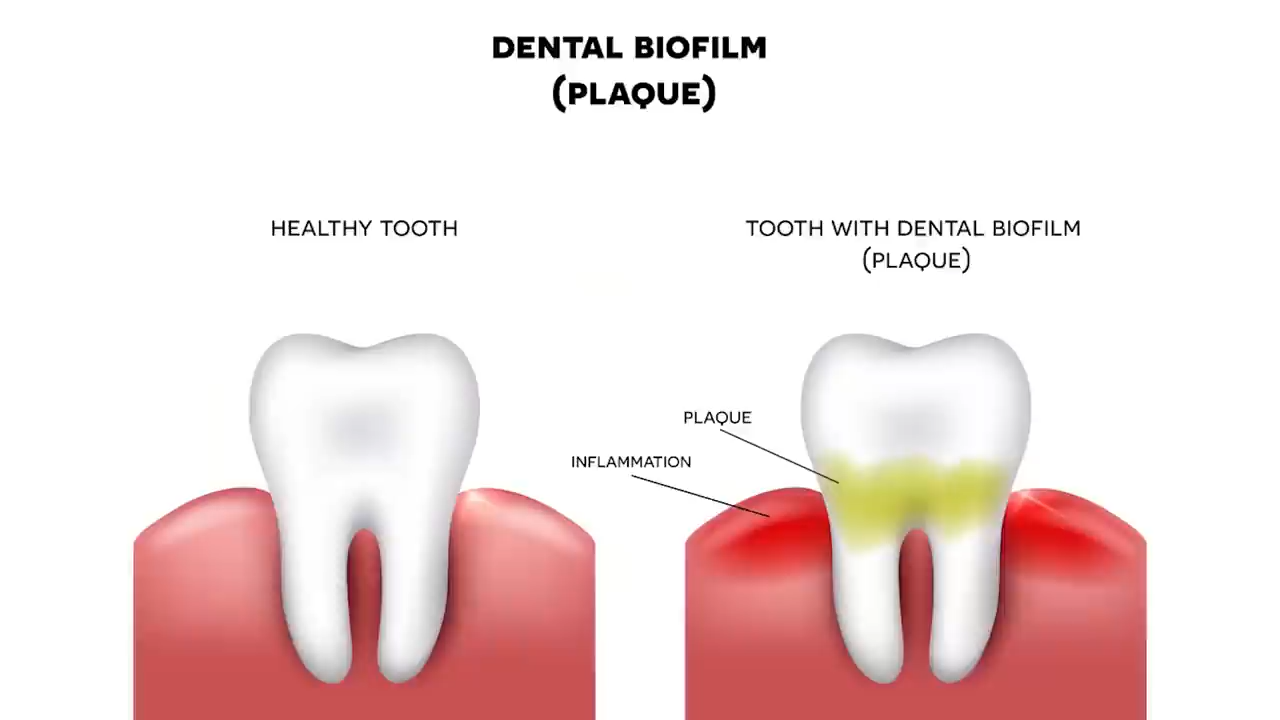 DENTAL BIOFILM
(PLAQUE)
HEALTHY TOOTH
TOOTH WITH DENTAL BIOFILM
(PLAQUE)
PLAQUE
INFLAMMATION